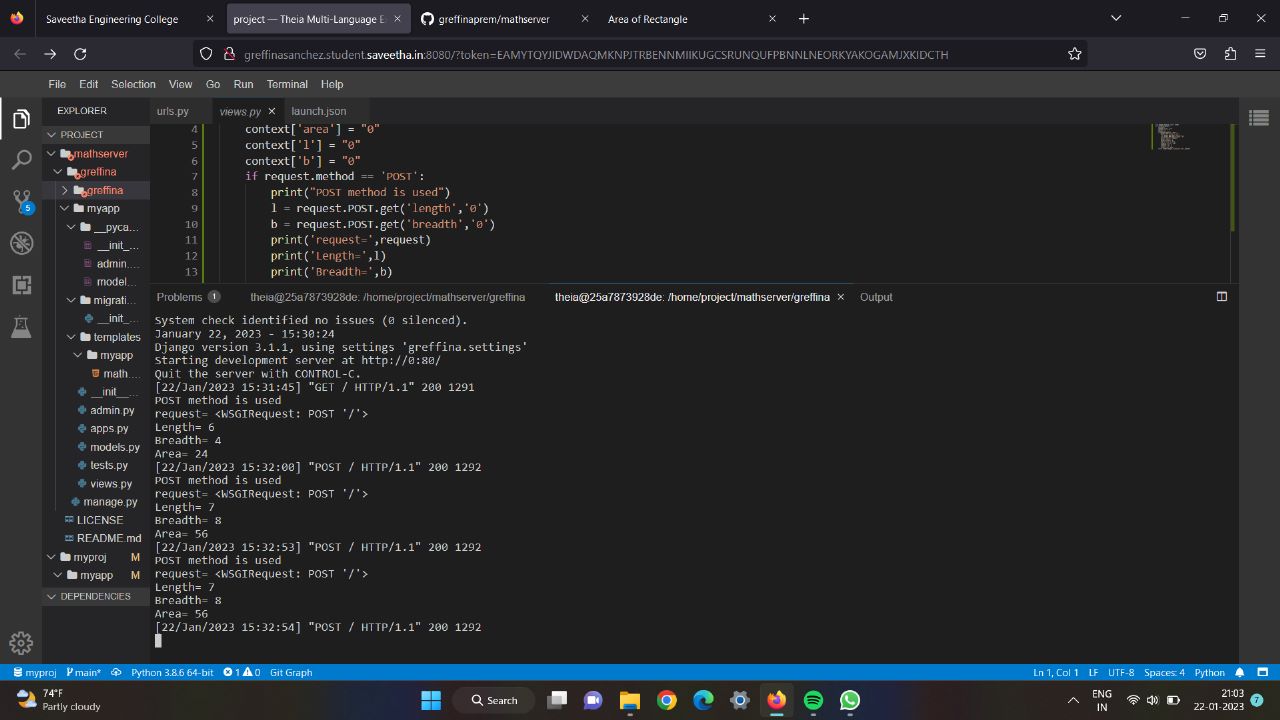 Saveetha Engineering College
project — Theia Multi-Language E
greffinaprem/mathserver
Area of Rectangle
greffinasanchez.student.saveetha.in:8080/?token=EAMYTQYJIDWDAQMKNPJTRBENNMIIKUGCSRUNQUFPBNNLNEORKYAKOGAMJXKIDCTH
File Edit Selection View Go Run Terminal Help
EXPLORER
PROJECT
mathserver
greffina
greffina
myapp
__pyca...
__init_...
admin....
model...
migrati...
__init_...
templates
myapp
math....
__init_...
admin.py
apps.py
models.py
tests.py
views.py
manage.py
LICENSE
README.md
myproj M
myapp M
DEPENDENCIES
5
urls.py views.py launch.json
4 context['area'] = "0"
5 context['l'] = "0"
6 context['b'] = "0"
7 if request.method == 'POST':
8 print("POST method is used")
9 l = request.POST.get('length','0')
10 b = request.POST.get('breadth','0')
11 print('request=',request)
12 print('Length=',l)
13 print('Breadth=',b)
Problems 1 theia@25a7873928de: /home/project/mathserver/greffina theia@25a7873928de: /home/project/mathserver/greffina Output
System check identified no issues (0 silenced).
January 22, 2023 - 15:30:24
Django version 3.1.1, using settings 'greffina.settings'
Starting development server at http://0:80/
Quit the server with CONTROL-C.
[22/Jan/2023 15:31:45] "GET / HTTP/1.1" 200 1291
POST method is used
request= <WSGIRequest: POST '/'>
Length= 6
Breadth= 4
Area= 24
[22/Jan/2023 15:32:00] "POST / HTTP/1.1" 200 1292
POST method is used
request= <WSGIRequest: POST '/'>
Length= 7
Breadth= 8
Area= 56
[22/Jan/2023 15:32:53] "POST / HTTP/1.1" 200 1292
POST method is used
request= <WSGIRequest: POST '/'>
Length= 7
Breadth= 8
Area= 56
[22/Jan/2023 15:32:54] "POST / HTTP/1.1" 200 1292
myproj main* Python 3.8.6 64-bit 1 0 Git Graph Ln 1, Col 1 LF UTF-8 Spaces: 4 Python
74°F
Partly cloudy
Search
ENG
IN
21:03
22-01-2023
7